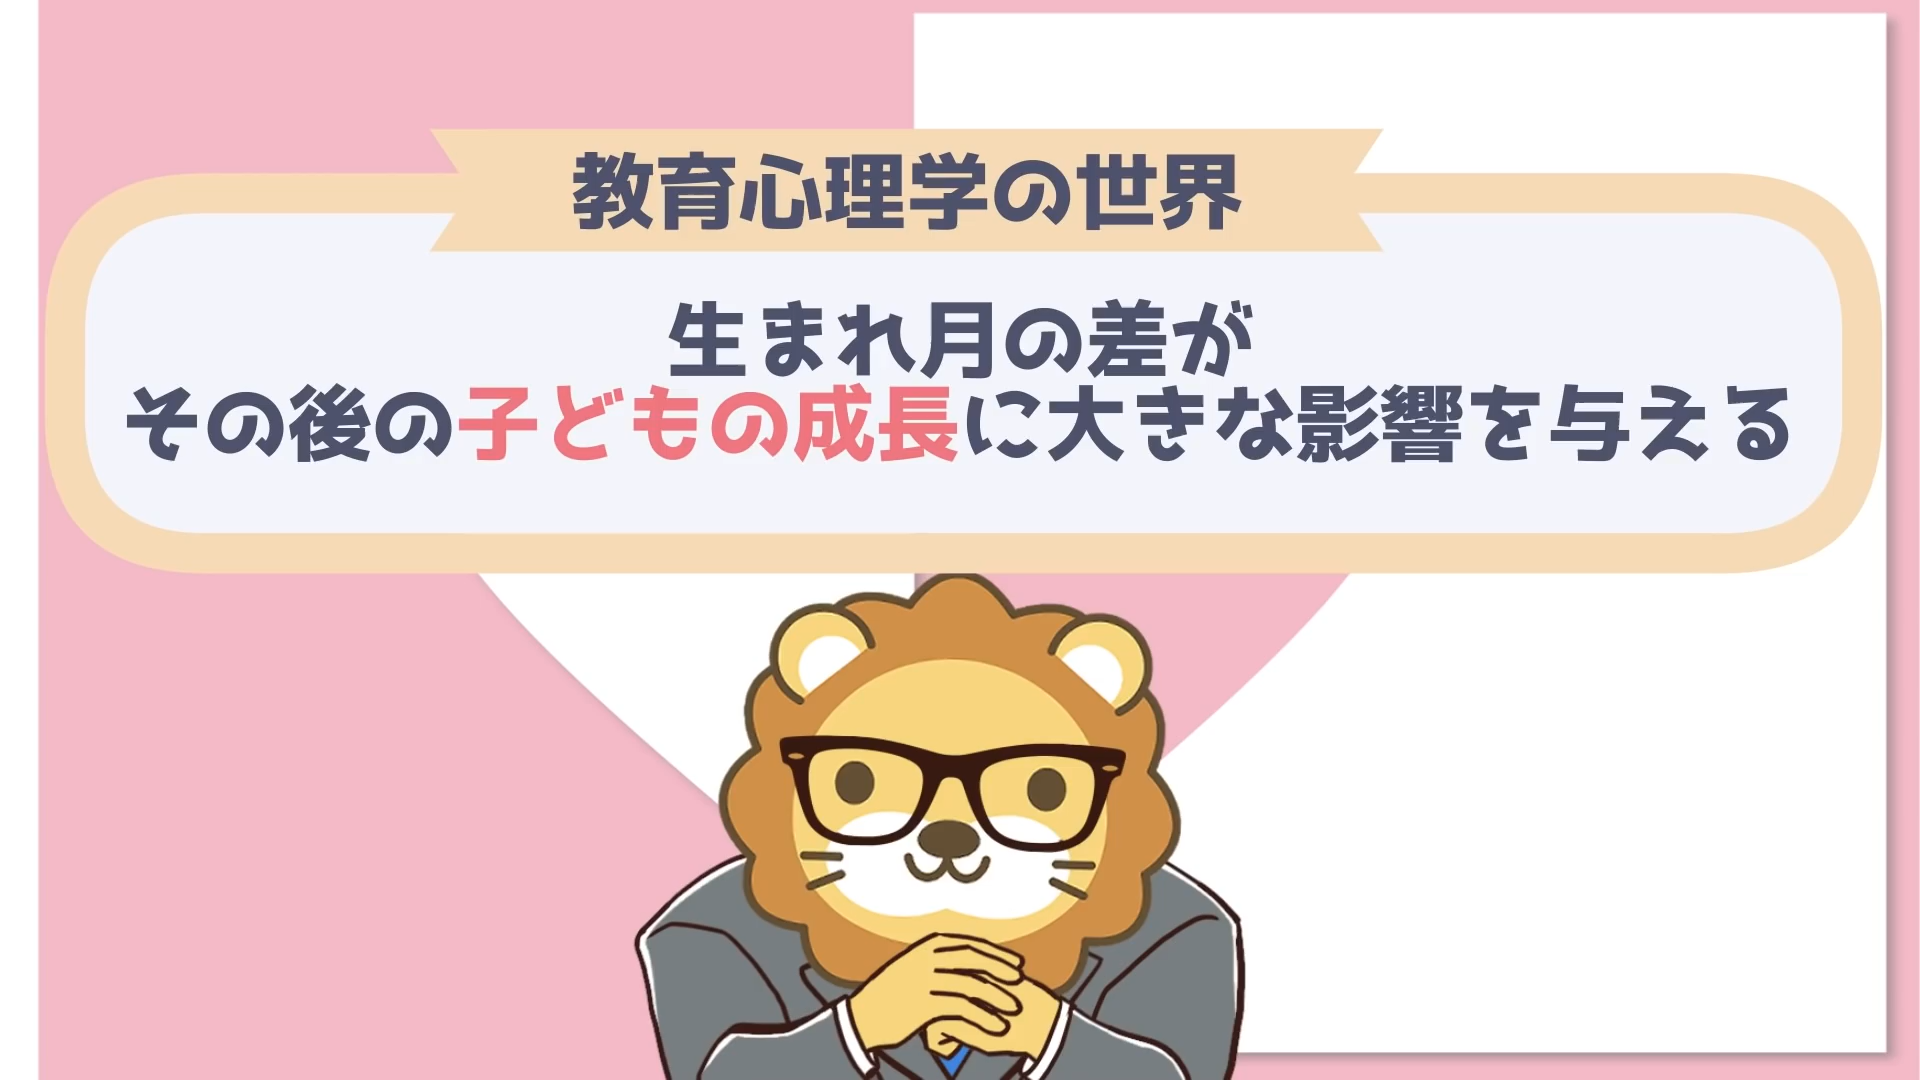 教育心理学の世界
生まれ月の差が
その後の子どもの成長に大きな影響を与える